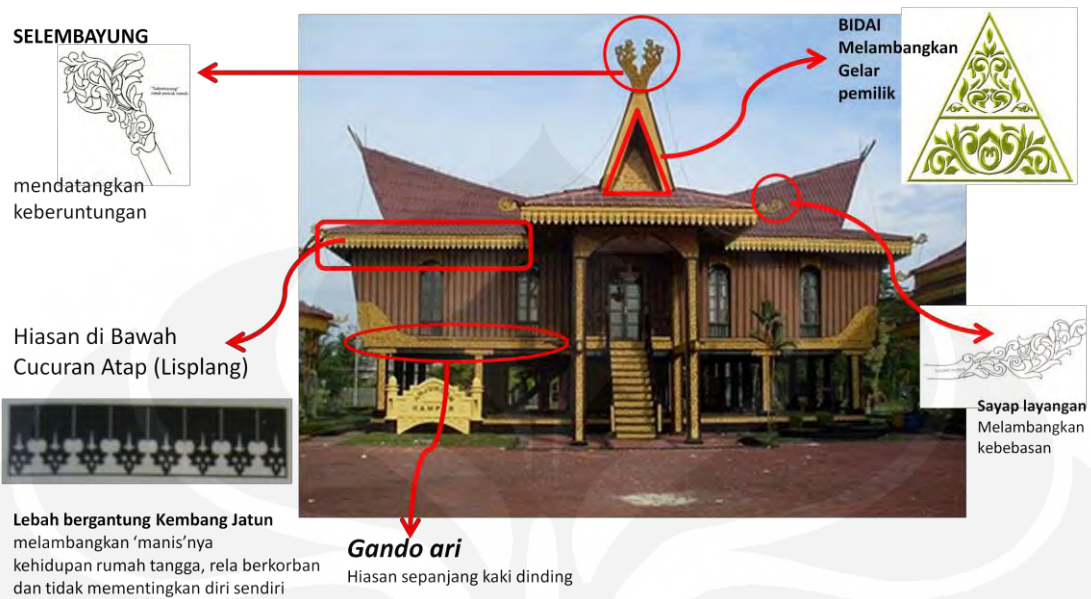 SELEMBAYUNG
mendatangkan
keberuntungan
BIDAI
Melambangkan
Gelar
pemilik
Hiasan di Bawah
Cucuran Atap (Lisplang)
Lebah bergantung Kembang Jatun
melambangkan ‘manis’nya
kehidupan rumah tangga, rela berkorban
dan tidak mementingkan diri sendiri
Gando ari
Hiasan sepanjang kaki dinding
KAMPAR
Sayap layangan
Melambangkan
kebebasan